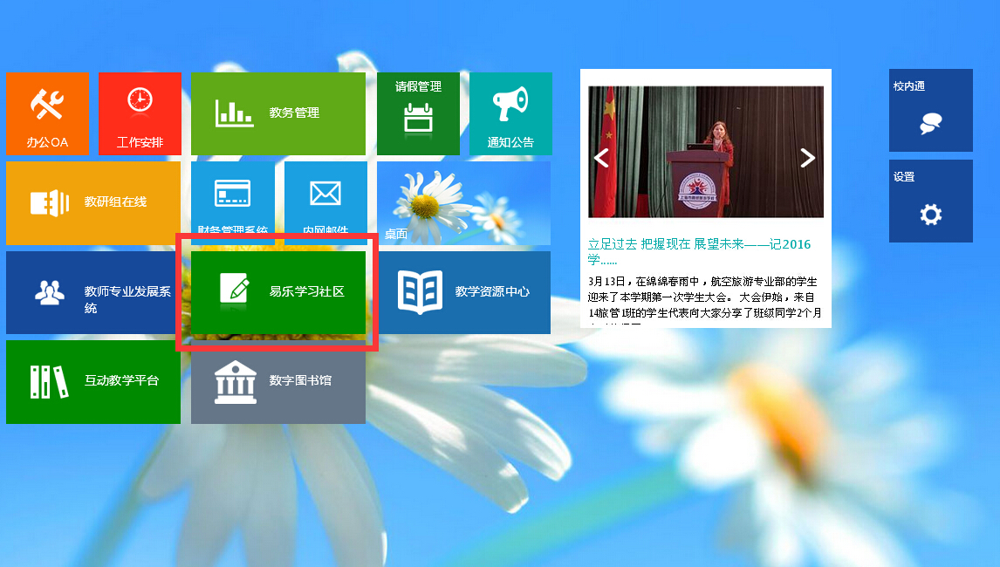 办公OA
工作安排
教务管理
请假管理
通知公告
教研组在线
财务管理系统
内网邮件
桌面
教师专业发展系
统
易乐学习社区
教学资源中心
互动教学平台
数字图书馆
立足过去 把握现在 展望未来——记2016
学......
3月13日，在绵绵春雨中，航空旅游专业部的学生
迎来了本学期第一次学生大会。 大会伊始，来自
14旅管1班的学生代表向大家分享了班级同学2个月
校内通
设置